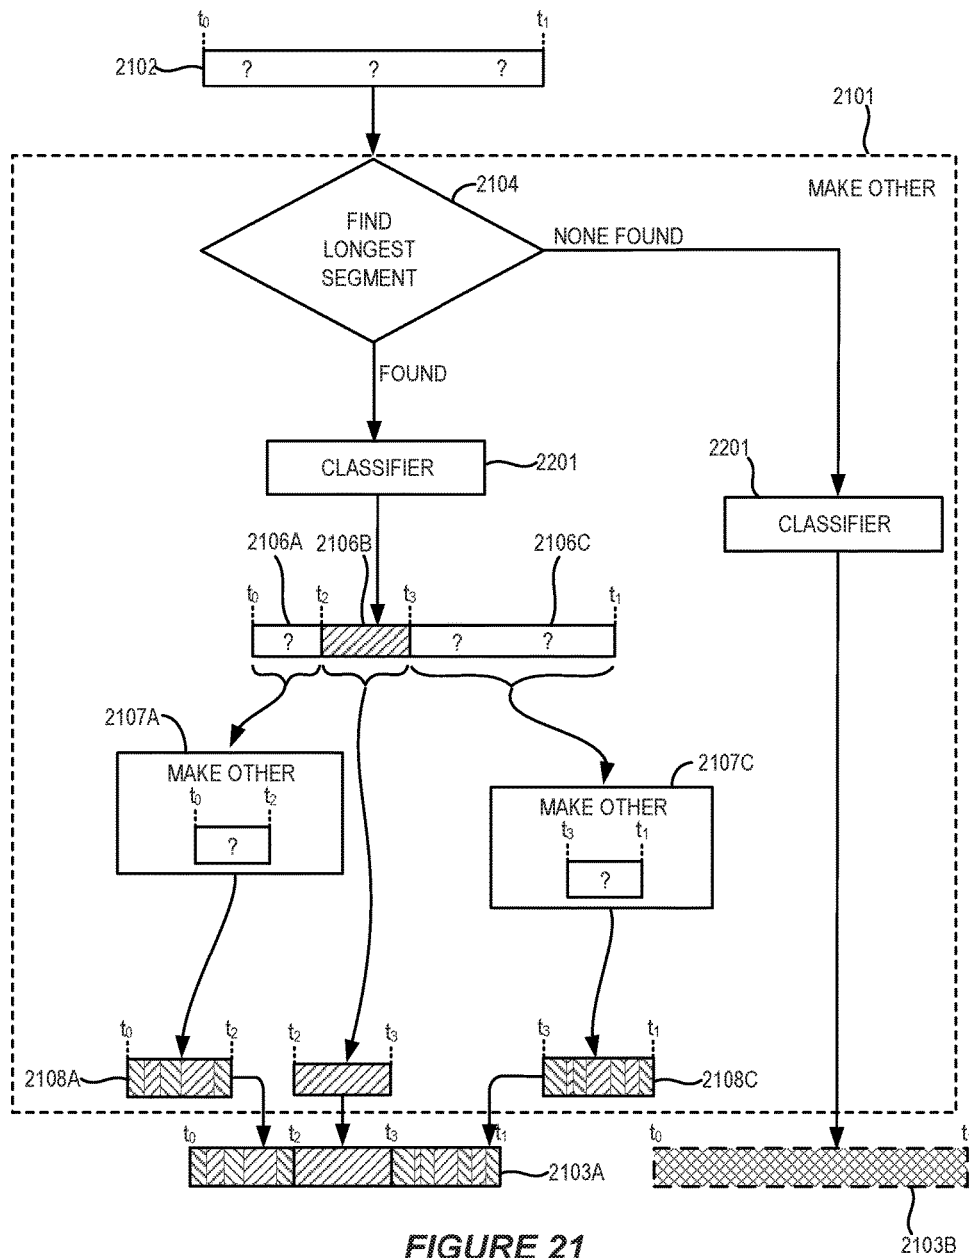 t0 t1
2102 ? ? ?
2101
MAKE OTHER
2104
FIND
LONGEST
SEGMENT
NONE FOUND
FOUND
CLASSIFIER
2201
2201
CLASSIFIER
2106A 2106B 2106C
t0 t2 t3 t1
? ? ?
2107A
MAKE OTHER
t0 t2
?
2107C
MAKE OTHER
t3 t1
?
t0 t2 t2 t3 t3 t1
2108A
2108C
t0 t2 t3 t1
t0 t
2103A
2103B
FIGURE 21